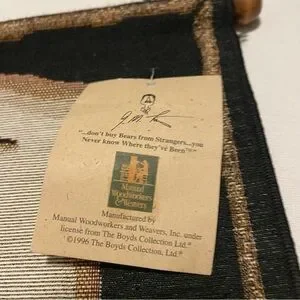 "...don't buy Bears from Strangers...you
Never Know Where they've Been"™
Manual
Woodworkers
& Weavers
Manufactured by
Manual Woodworkers and Weavers, Inc. under
license from The Boyds Collection Ltd.®
©1996 The Boyds Collection Ltd.®